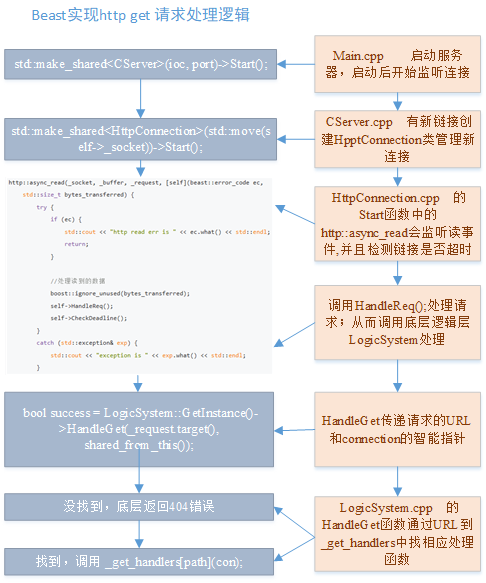 Beast实现http get 请求处理逻辑
std::make_shared<CServer>(ioc, port)->Start();
Main.cpp 启动服务
器，启动后开始监听连接
std::make_shared<HttpConnection>(std::move(s
elf->_socket))->Start();
CServer.cpp 有新链接创
建HpptConnection类管理新
连接
http::async_read(_socket, _buffer, _request, [self](beast::error_code ec,
std::size_t bytes_transferred) {
try {
if (ec) {
std::cout << "http read err is " << ec.what() << std::endl;
return;
}
//处理读到的数据
boost::ignore_unused(bytes_transferred);
self->HandleReq();
self->CheckDeadline();
}
catch (std::exception& exp) {
std::cout << "exception is " << exp.what() << std::endl;
}
HttpConnection.cpp 的
Start函数中的
http::async_read会监听读事
件,并且检测链接是否超时
调用HandleReq();处理请
求；从而调用底层逻辑层
LogicSystem处理
bool success = LogicSystem::GetInstance()-
>HandleGet(_request.target(),
shared_from_this());
HandleGet传递请求的URL
和connection的智能指针
没找到，底层返回404错误
找到，调用 _get_handlers[path](con);
LogicSystem.cpp 的
HandleGet函数通过URL到
_get_handlers中找相应处理
函数